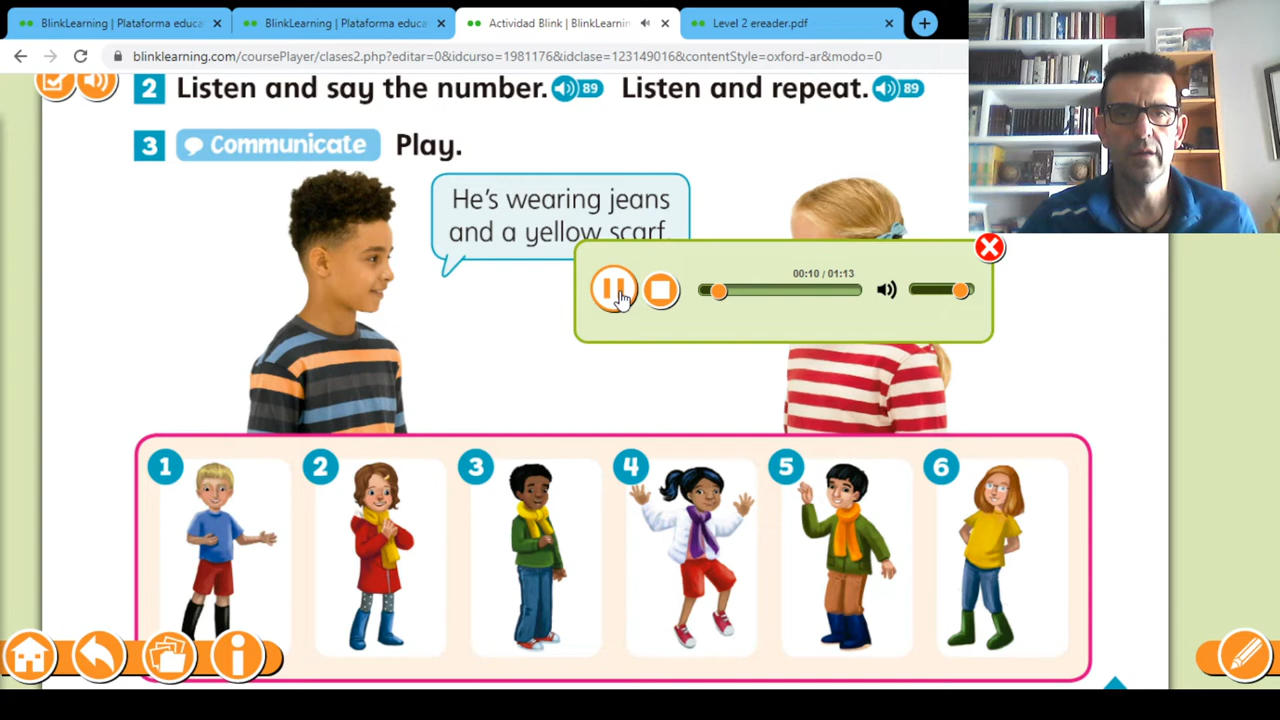 BlinkLearning | Plataforma educa
BlinkLearning | Plataforma educa
Actividad Blink | BlinkLearnin
Level 2 ereader.pdf
blinklearning.com/coursePlayer/clases2.php?editar=0&idcurso=1981176&idclase=123149016&contentStyle=oxford-ar&modo=0
2 Listen and say the number. 89 Listen and repeat. 89
3 Communicate Play.
He's wearing jeans
and a yellow scarf.
00:10 / 01:13
1 2 3 4 5 6